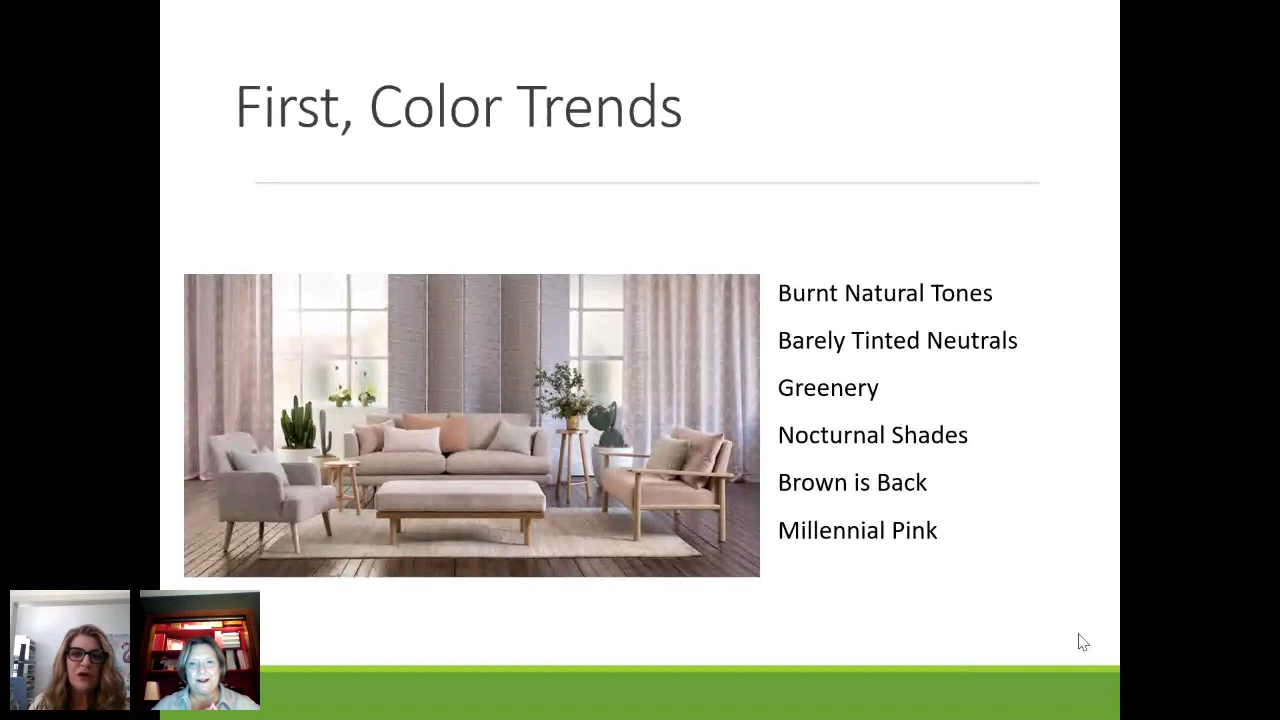 First, Color Trends
Burnt Natural Tones
Barely Tinted Neutrals
Greenery
Nocturnal Shades
Brown is Back
Millennial Pink